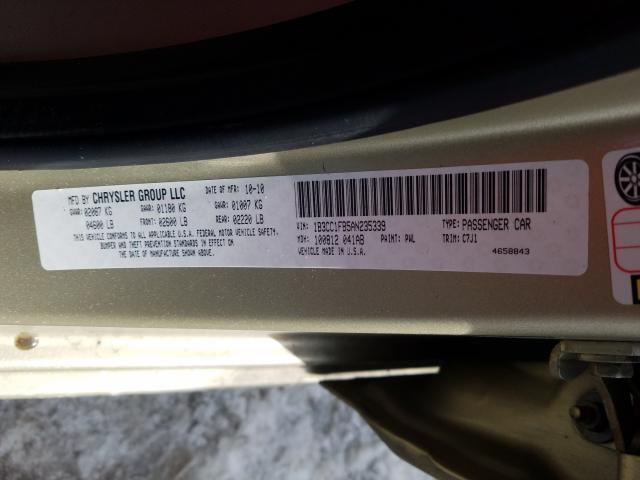 MFD BY CHRYSLER GROUP LLC DATE OF MFR: 10-10
GVWR: 02087 KG GAWR: 01180 KG GAWR: 01007 KG
04600 LB FRONT: 02600 LB REAR: 02220 LB
THIS VEHICLE CONFORMS TO ALL APPLICABLE U.S.A. FEDERAL MOTOR VEHICLE SAFETY,
BUMPER AND THEFT PREVENTION STANDARDS IN EFFECT ON
THE DATE OF MANUFACTURE SHOWN ABOVE.
VIN: 1B3CC1FB5AN235339 TYPE: PASSENGER CAR
MDH: 100812 041AB PAINT: PWL TRIM: C7J1
VEHICLE MADE IN U.S.A. 4658843